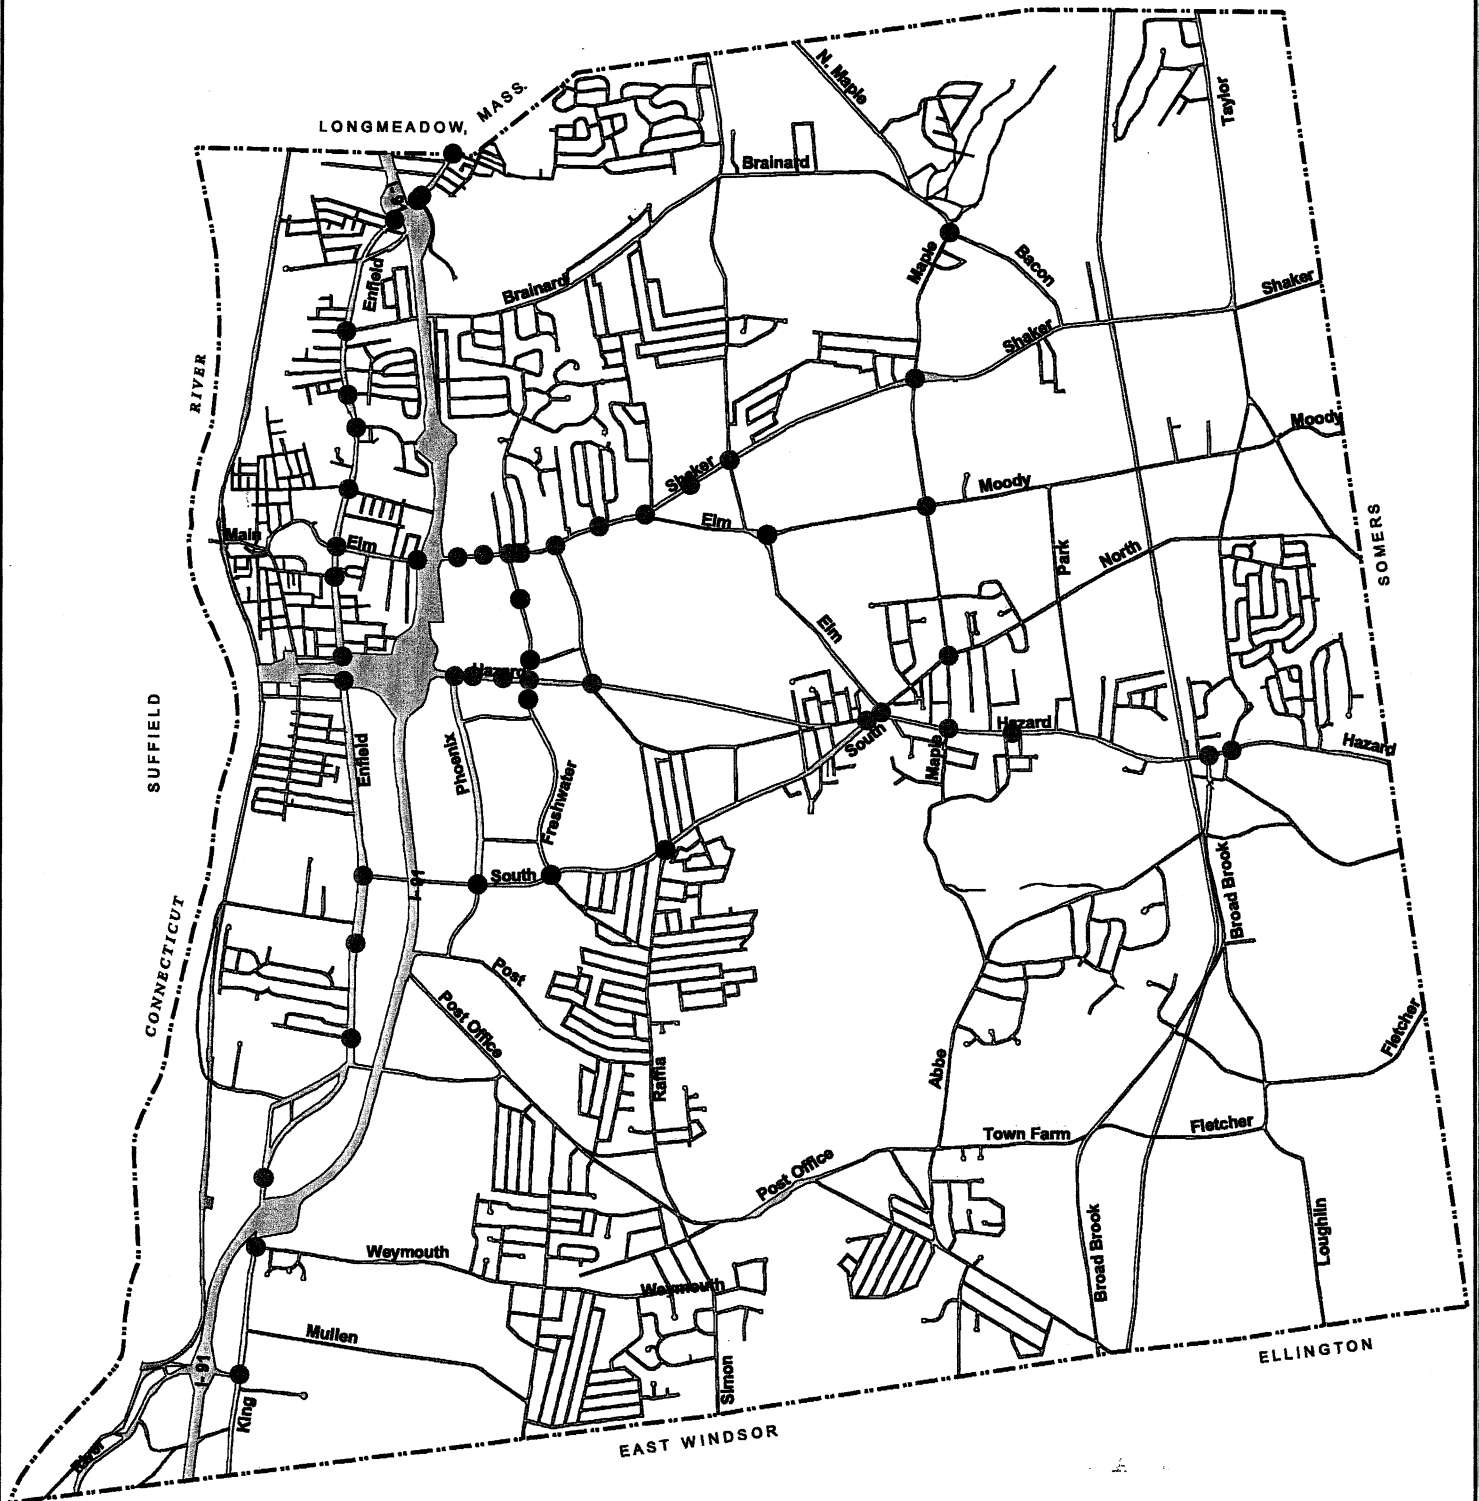 LONGMEADOW, MASS.
N. Maple
Taylor
Brainard
Maple
Bacon
Enfield
Brainard
Shaker
Shaker
RIVER
Moody
Shaker
Moody
Elm
Main
Elm
Park
North
SOMERS
Elm
Hazard
SUFFIELD
Enfield
Phoenix
South
Maple
Hazard
Hazard
Freshwater
South
I-91
Broad Brook
CONNECTICUT
Post
Post Office
Fletcher
Raffia
Abbe
Town Farm
Fletcher
Post Office
Broad Brook
Loughlin
Weymouth
Weymouth
Mullen
Simon
I-91
King
River
ELLINGTON
EAST WINDSOR